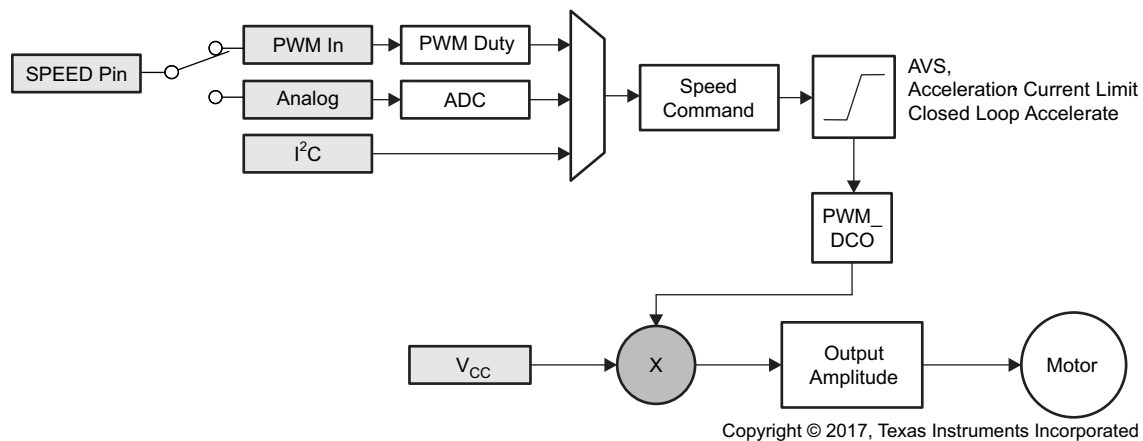 SPEED Pin
PWM In
PWM Duty
Analog
ADC
I²C
Speed
Command
AVS,
Acceleration Current Limit
Closed Loop Accelerate
PWM_
DCO
V_CC
X
Output
Amplitude
Motor
Copyright © 2017, Texas Instruments Incorporated